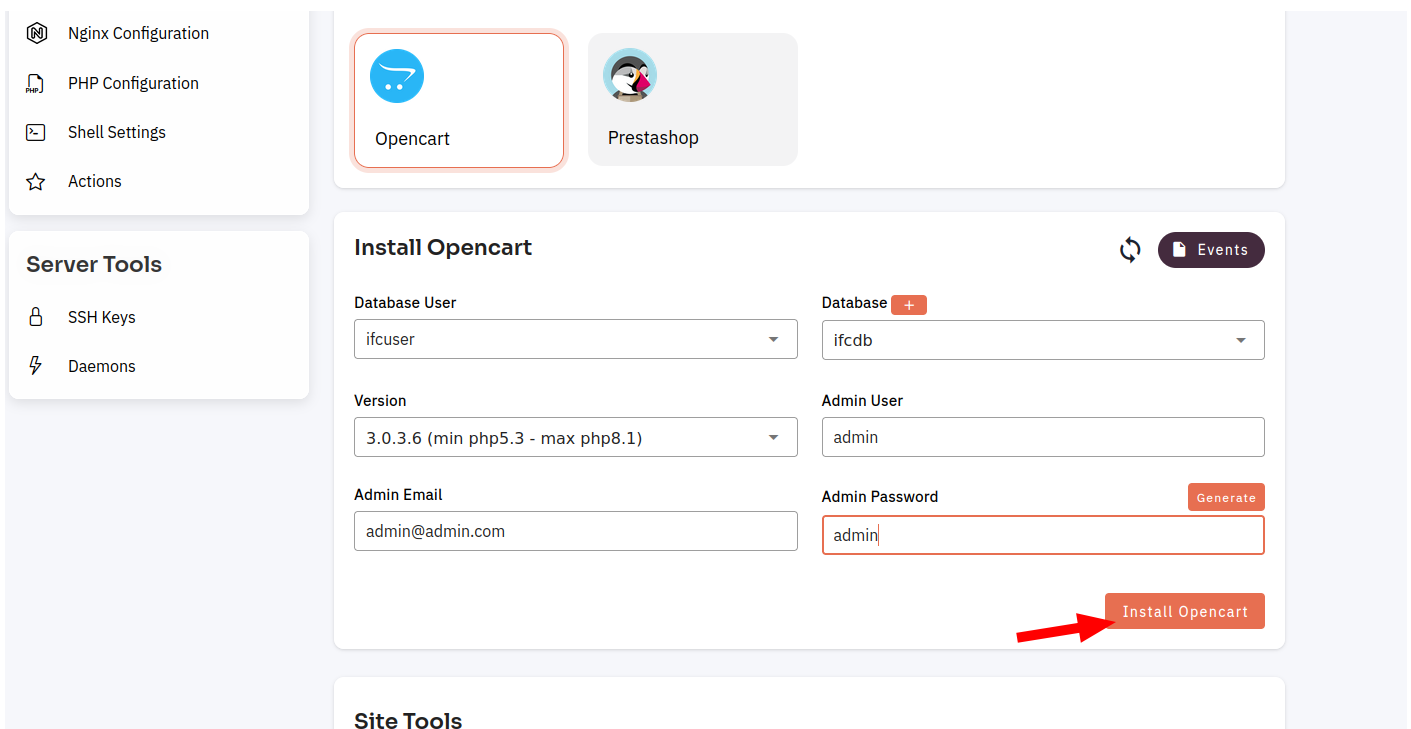 Nginx Configuration
PHP
PHP Configuration
Shell Settings
Actions
Server Tools
SSH Keys
Daemons
Opencart
Prestashop
Install Opencart
Events
Database User
ifcuser
Database +
ifcdb
Version
3.0.3.6 (min php5.3 - max php8.1)
Admin User
admin
Admin Email
admin@admin.com
Admin Password
Generate
admin
Install Opencart
Site Tools